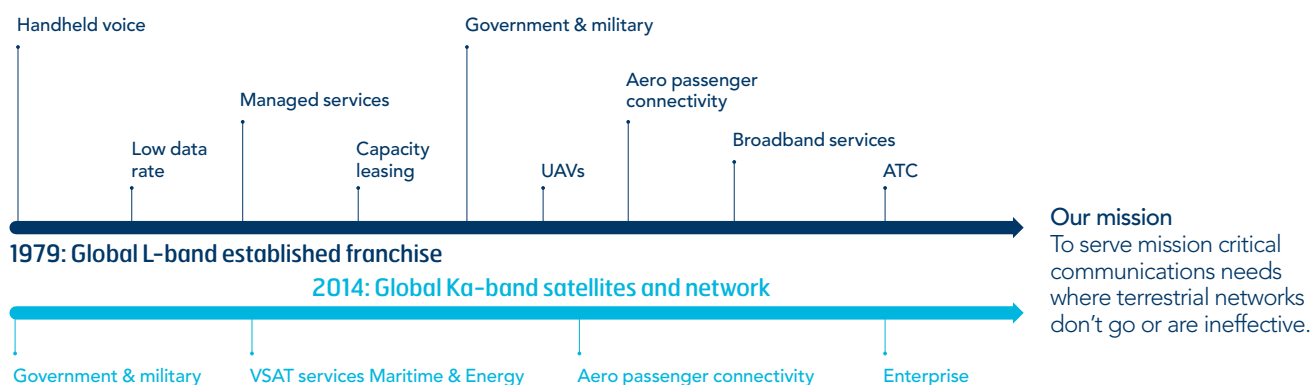 Handheld voice
Government & military
Aero passenger
connectivity
Managed services
Low data
rate
Capacity
leasing
UAVs
Broadband services
ATC
1979: Global L-band established franchise
2014: Global Ka-band satellites and network
Government & military
VSAT services Maritime & Energy
Aero passenger connectivity
Enterprise
Our mission
To serve mission critical
communications needs
where terrestrial networks
don't go or are ineffective.